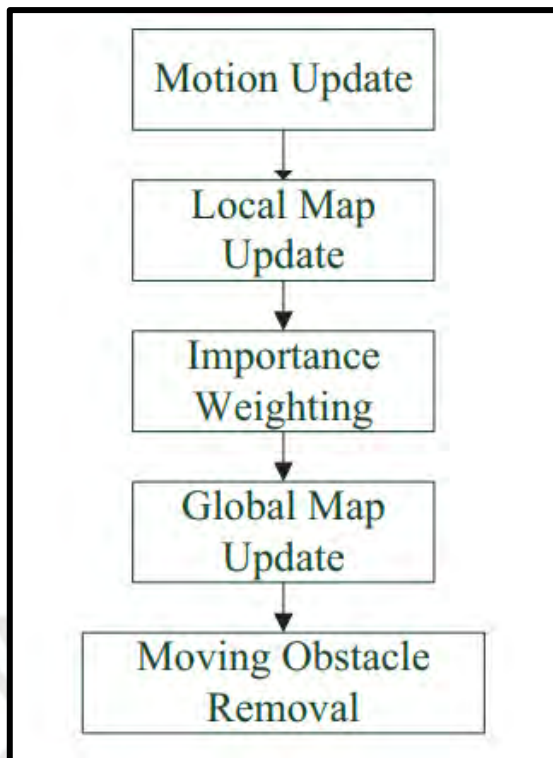 Motion Update
Local Map
Update
Importance
Weighting
Global Map
Update
Moving Obstacle
Removal